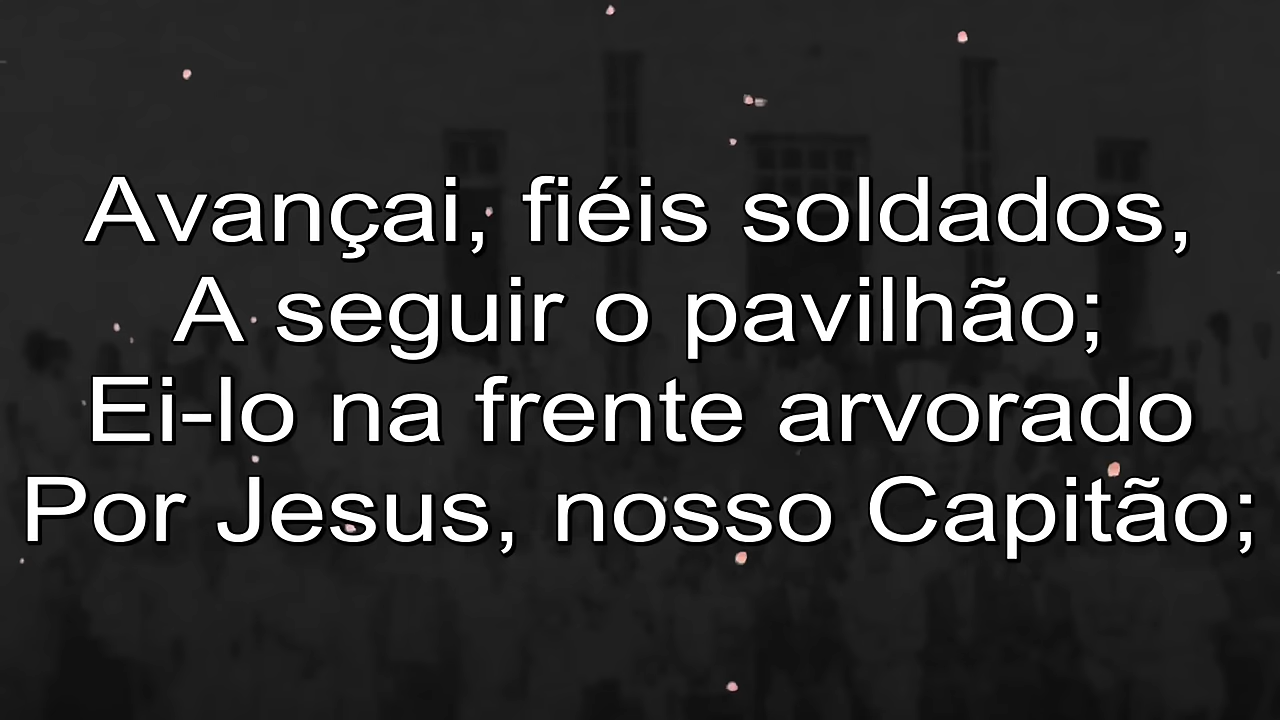 Avançai, fiéis soldados,
A seguir o pavilhão;
Ei-lo na frente arvorado
Por Jesus, nosso Capitão;